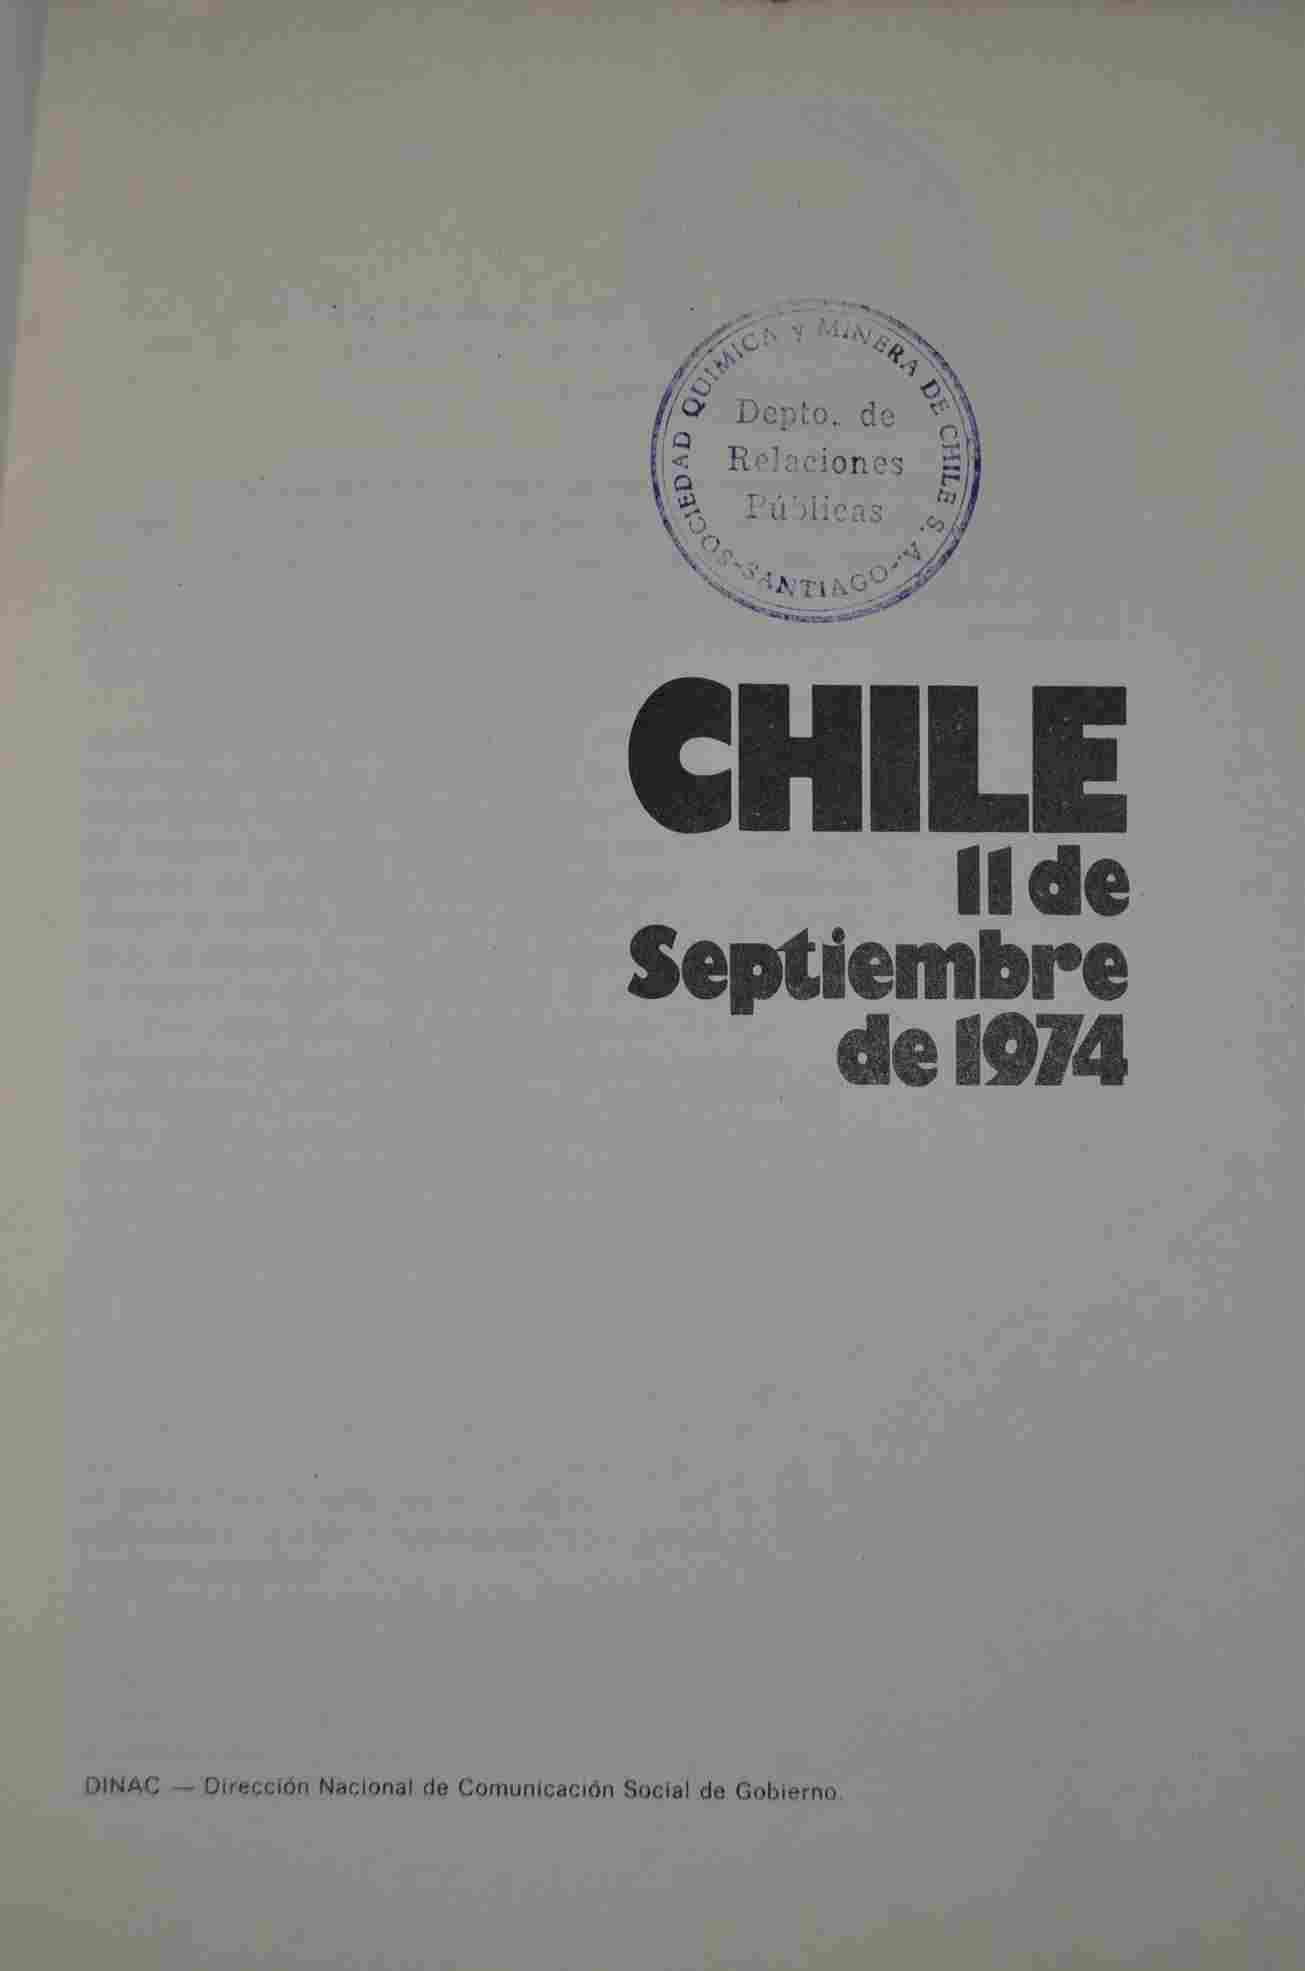 SOCIEDAD QUIMICA y MINERA DE CHILE S. A.
-SANTIAGO-
Depto. de
Relaciones
Públicas
CHILE
11 de
Septiembre
de 1974
DINAC — Dirección Nacional de Comunicación Social de Gobierno.